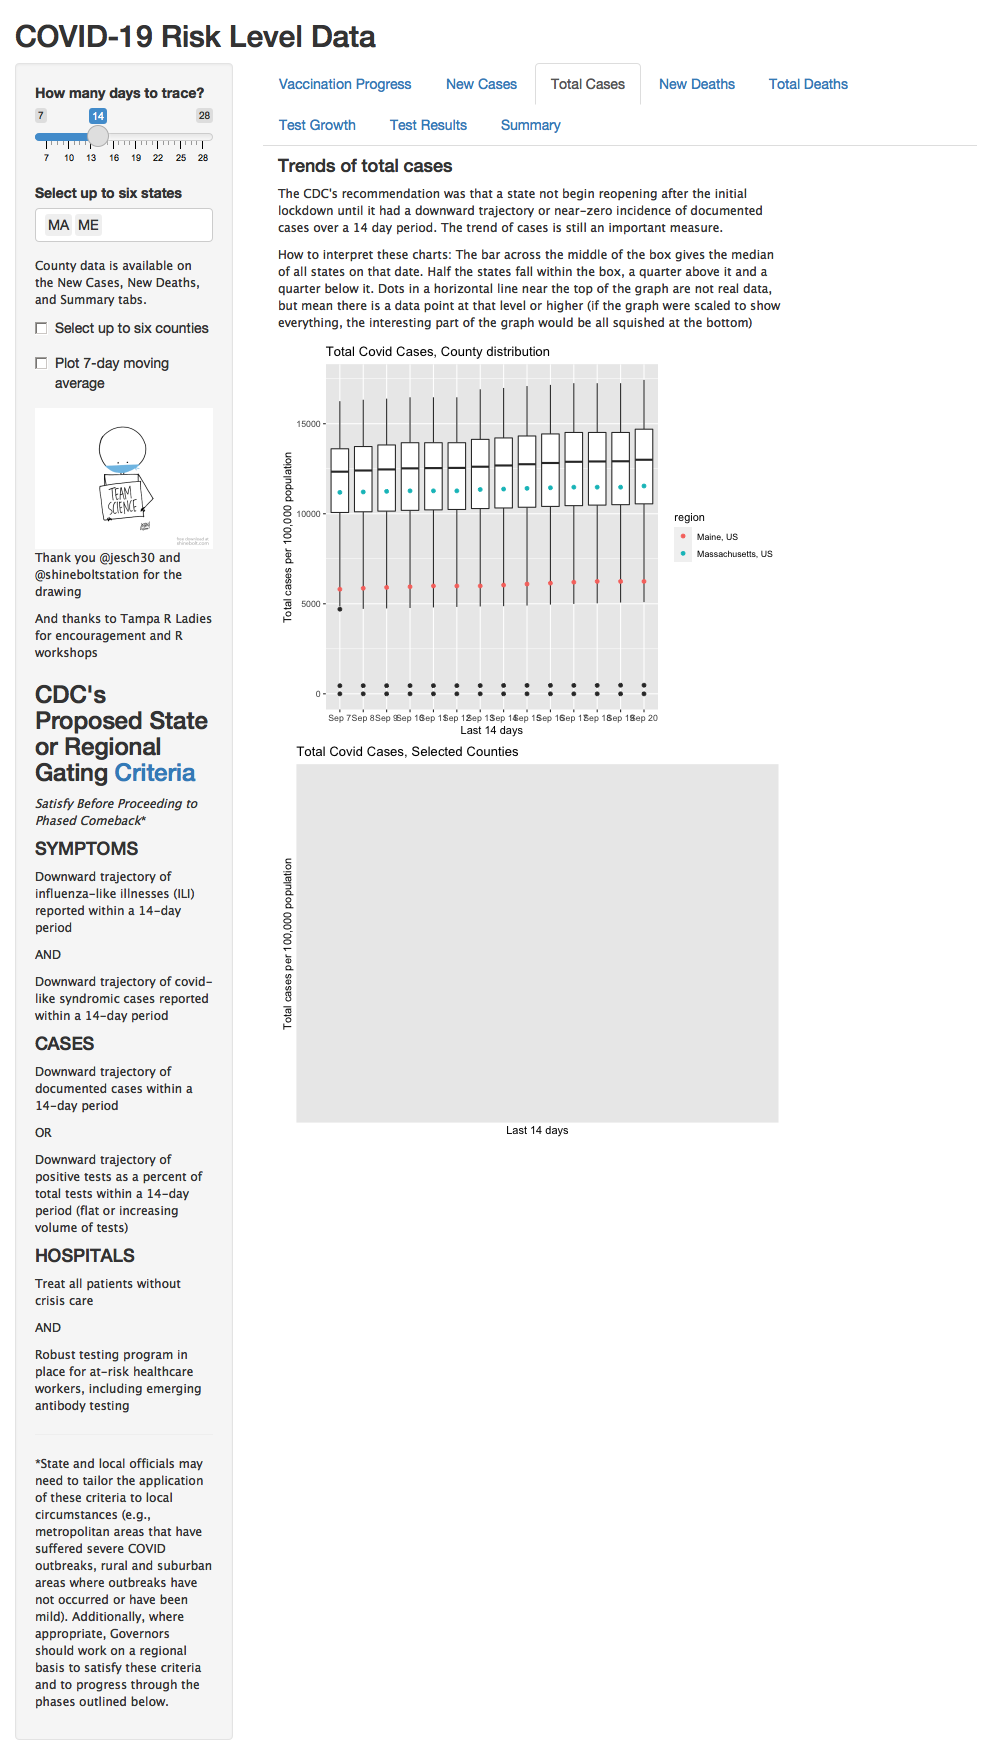 COVID-19 Risk Level Data
How many days to trace?
7 14 28
7 10 13 16 19 22 25 28
Select up to six states
MA ME
County data is available on
the New Cases, New Deaths,
and Summary tabs.
Select up to six counties
Plot 7-day moving
average
TEAM
SCIENCE
Thank you @jesch30 and
@shineboltstation for the
drawing
And thanks to Tampa R Ladies
for encouragement and R
workshops
CDC's
Proposed State
or Regional
Gating Criteria
Satisfy Before Proceeding to
Phased Comeback*
SYMPTOMS
Downward trajectory of
influenza-like illnesses (ILI)
reported within a 14-day
period
AND
Downward trajectory of covid-
like syndromic cases reported
within a 14-day period
CASES
Downward trajectory of
documented cases within a
14-day period
OR
Downward trajectory of
positive tests as a percent of
total tests within a 14-day
period (flat or increasing
volume of tests)
HOSPITALS
Treat all patients without
crisis care
AND
Robust testing program in
place for at-risk healthcare
workers, including emerging
antibody testing
*State and local officials may
need to tailor the application
of these criteria to local
circumstances (e.g.,
metropolitan areas that have
suffered severe COVID
outbreaks, rural and suburban
areas where outbreaks have
not occurred or have been
mild). Additionally, where
appropriate, Governors
should work on a regional
basis to satisfy these criteria
and to progress through the
phases outlined below.
Vaccination Progress New Cases Total Cases New Deaths Total Deaths
Test Growth Test Results Summary
Trends of total cases
The CDC's recommendation was that a state not begin reopening after the initial
lockdown until it had a downward trajectory or near-zero incidence of documented
cases over a 14 day period. The trend of cases is still an important measure.
How to interpret these charts: The bar across the middle of the box gives the median
of all states on that date. Half the states fall within the box, a quarter above it and a
quarter below it. Dots in a horizontal line near the top of the graph are not real data,
but mean there is a data point at that level or higher (if the graph were scaled to show
everything, the interesting part of the graph would be all squished at the bottom)
Total Covid Cases, County distribution
Total cases per 100,000 population
15000
10000
5000
0
Sep 7 Sep 8 Sep 9 Sep 10 Sep 11 Sep 12 Sep 13 Sep 14 Sep 15 Sep 16 Sep 17 Sep 18 Sep 19 Sep 20
Last 14 days
region
Maine, US
Massachusetts, US
Total Covid Cases, Selected Counties
Total cases per 100,000 population
Last 14 days